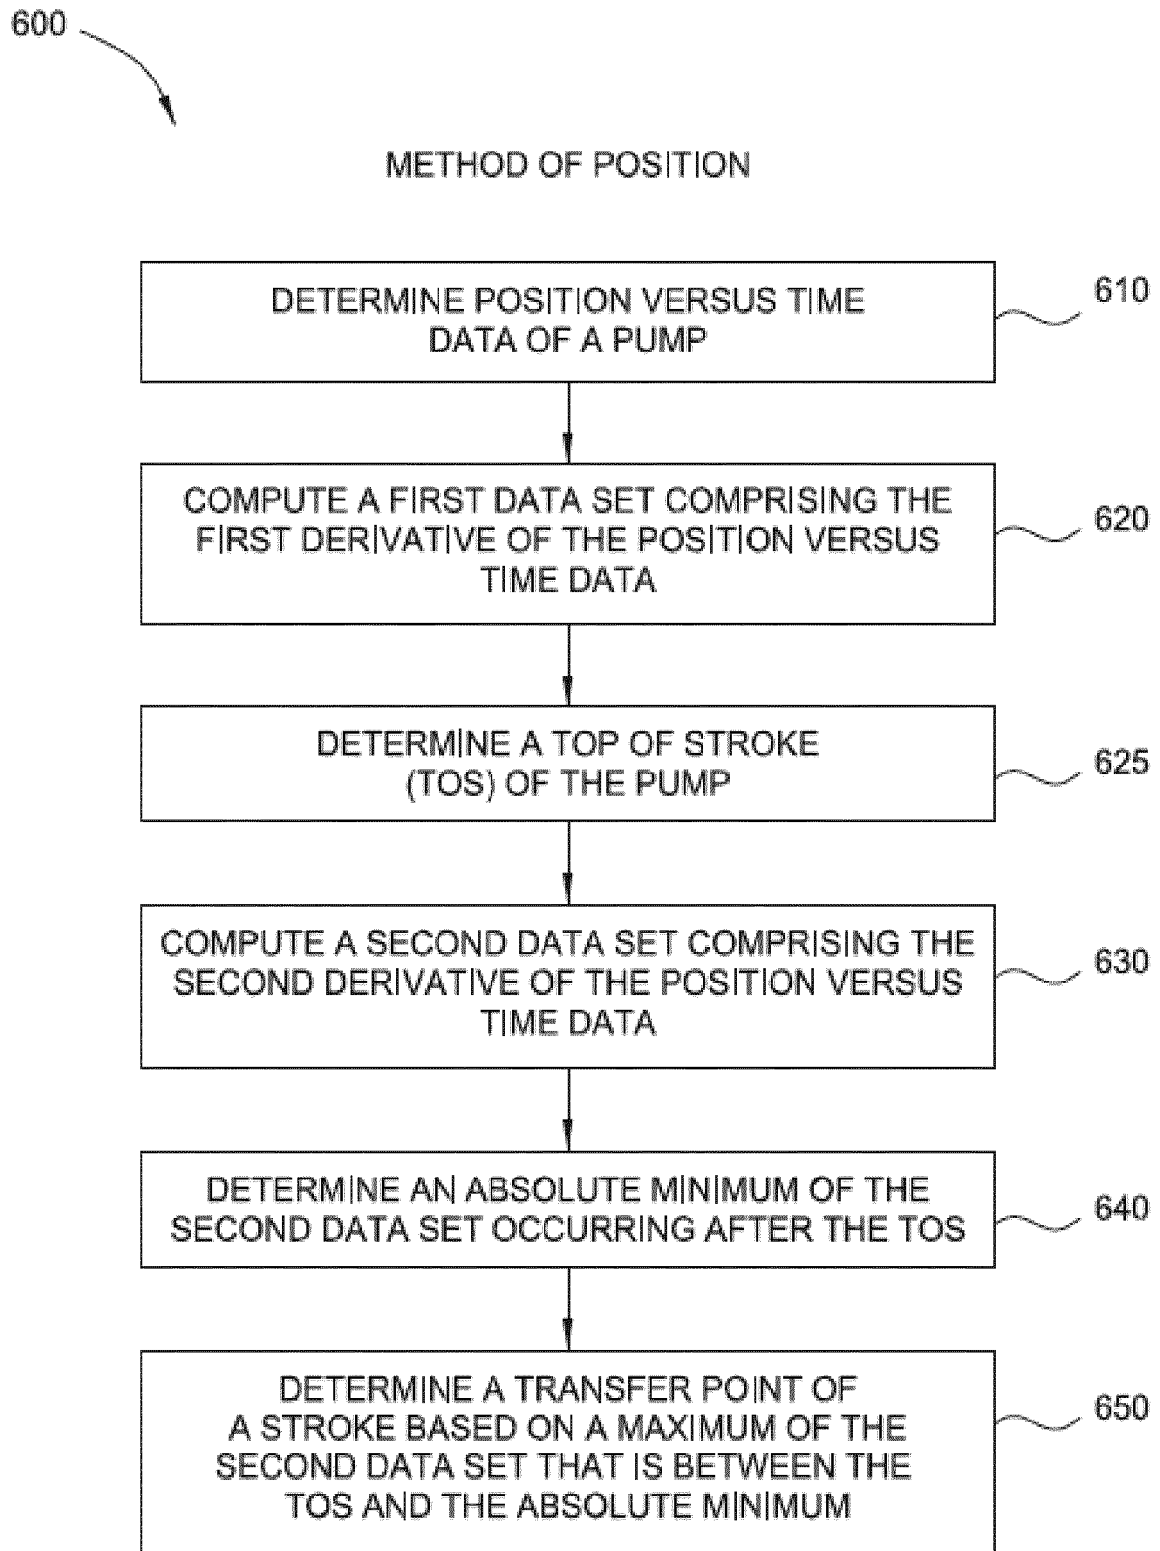 600
METHOD OF POSITION
DETERMINE POSITION VERSUS TIME
DATA OF A PUMP
610
COMPUTE A FIRST DATA SET COMPRISING THE
FIRST DERIVATIVE OF THE POSITION VERSUS
TIME DATA
620
DETERMINE A TOP OF STROKE
(TOS) OF THE PUMP
625
COMPUTE A SECOND DATA SET COMPRISING THE
SECOND DERIVATIVE OF THE POSITION VERSUS
TIME DATA
630
DETERMINE AN ABSOLUTE MINIMUM OF THE
SECOND DATA SET OCCURRING AFTER THE TOS
640
DETERMINE A TRANSFER POINT OF
A STROKE BASED ON A MAXIMUM OF THE
SECOND DATA SET THAT IS BETWEEN THE
TOS AND THE ABSOLUTE MINIMUM
650